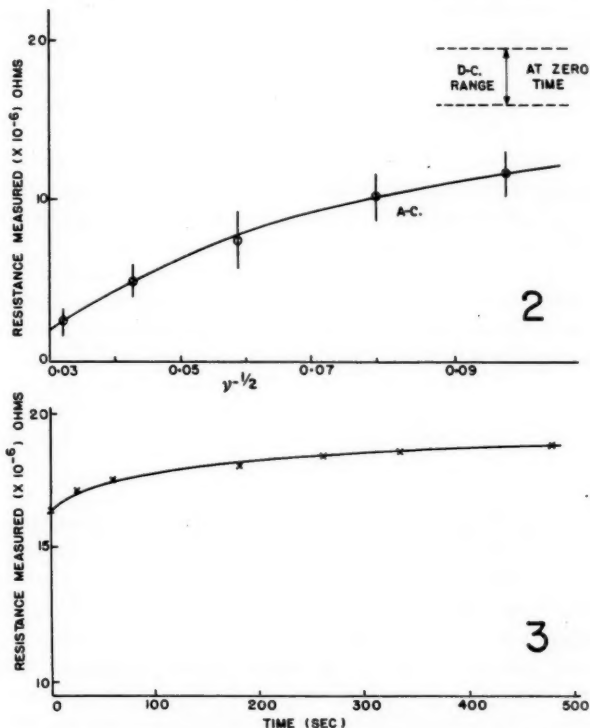 20
10
0
RESISTANCE MEASURED (X 10⁻⁶) OHMS
D-C. RANGE
AT ZERO TIME
A-C.
2
0.03
0.05
0.07
0.09
ν-½
20
15
10
RESISTANCE MEASURED (X 10⁻⁶) OHMS
3
0
100
200
300
400
500
TIME (SEC)